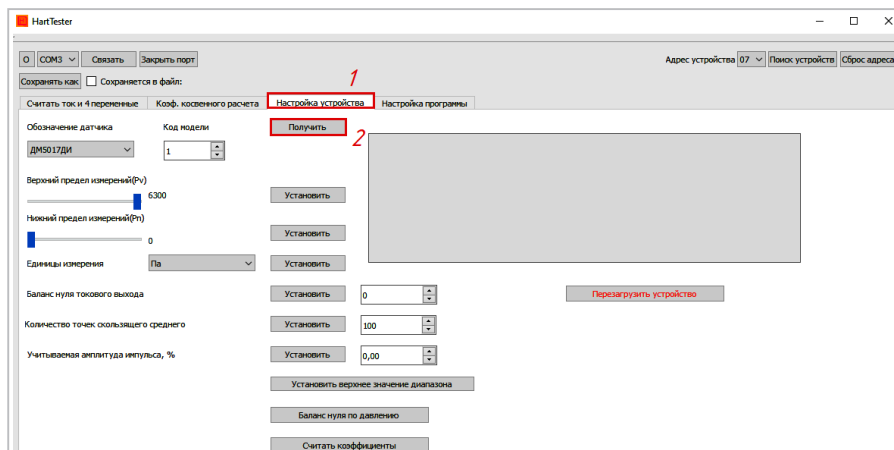 HartTester
О COM3 Связать Закрыть порт Адрес устройства 07 Поиск устройств Сброс адреса
Сохранять как Сохраняется в файл:
1
Считать ток и 4 переменные Коэф. косвенного расчета Настройка устройства Настройка программы
Обозначение датчика Код модели Получить
2
ДМ5017ДИ 1
Верхний предел измерений(Pv)
6300 Установить
Нижний предел измерений(Pn)
0 Установить
Единицы измерения Па Установить
Баланс нуля токового выхода Установить 0 Перезагрузить устройство
Количество точек скользящего среднего Установить 100
Учитываемая амплитуда импульса, % Установить 0,00
Установить верхнее значение диапазона
Баланс нуля по давлению
Считать коэффициенты